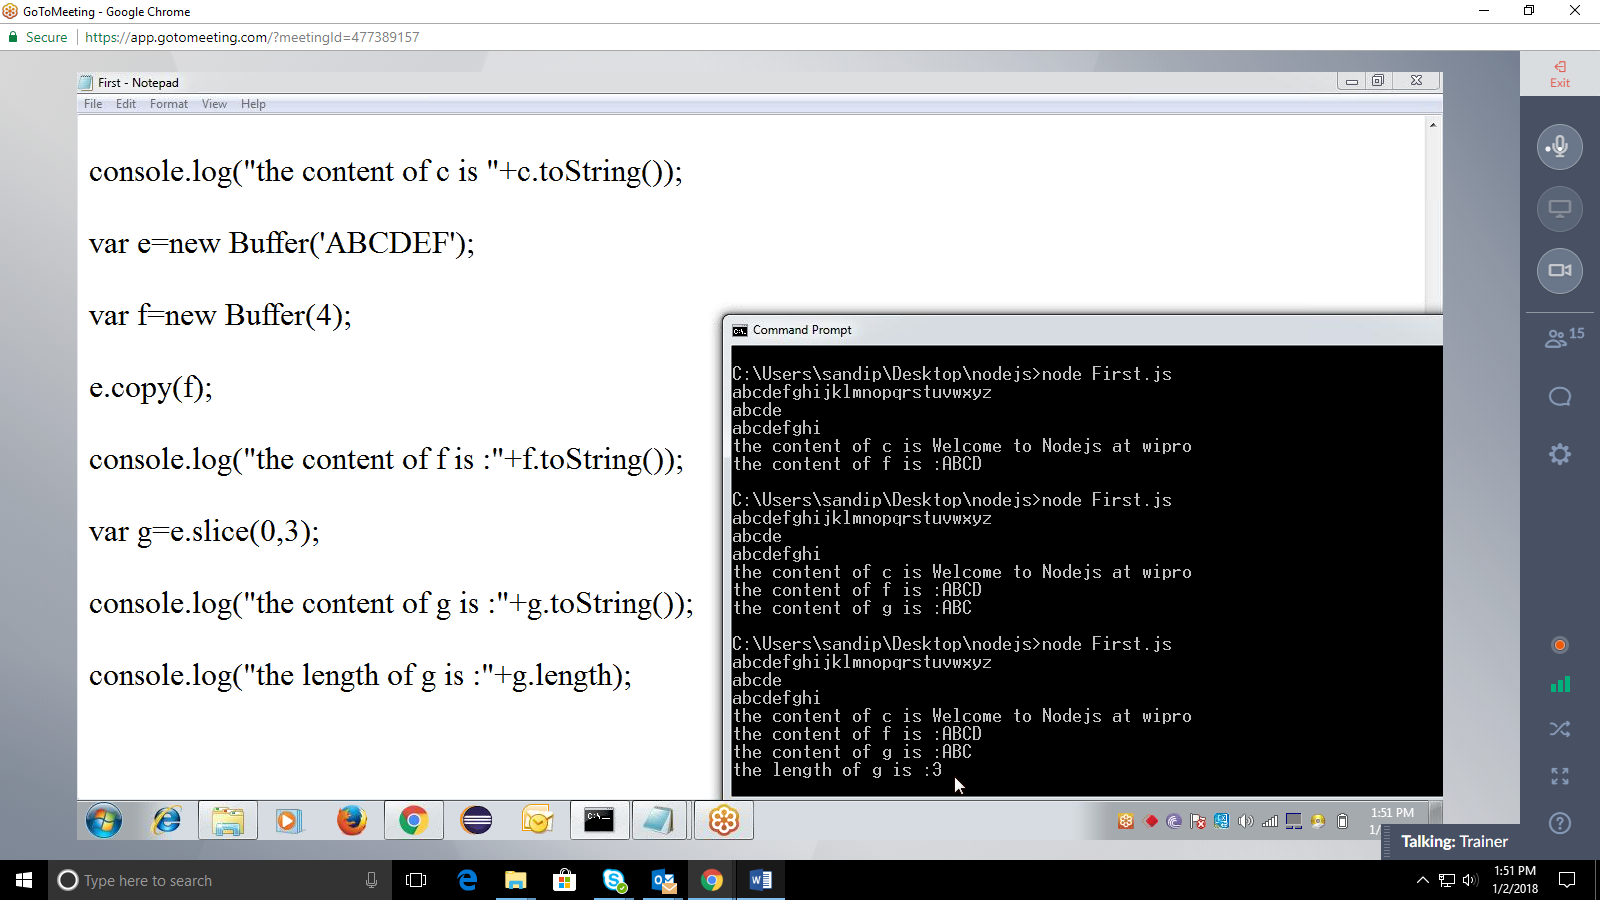 GoToMeeting - Google Chrome
Secure | https://app.gotomeeting.com/?meetingId=477389157
Exit
First - Notepad
File Edit Format View Help
console.log("the content of c is "+c.toString());
var e=new Buffer('ABCDEF');
var f=new Buffer(4);
e.copy(f);
console.log("the content of f is :"+f.toString());
var g=e.slice(0,3);
console.log("the content of g is :"+g.toString());
console.log("the length of g is :"+g.length);
15
Command Prompt
C:\Users\sandip\Desktop\nodejs>node First.js
abcdefghijklmnopqrstuvwxyz
abcde
abcdefghi
the content of c is Welcome to Nodejs at wipro
the content of f is :ABCD
C:\Users\sandip\Desktop\nodejs>node First.js
abcdefghijklmnopqrstuvwxyz
abcde
abcdefghi
the content of c is Welcome to Nodejs at wipro
the content of f is :ABCD
the content of g is :ABC
C:\Users\sandip\Desktop\nodejs>node First.js
abcdefghijklmnopqrstuvwxyz
abcde
abcdefghi
the content of c is Welcome to Nodejs at wipro
the content of f is :ABCD
the content of g is :ABC
the length of g is :3
1:51 PM
1/
Talking: Trainer
Type here to search
1:51 PM
1/2/2018